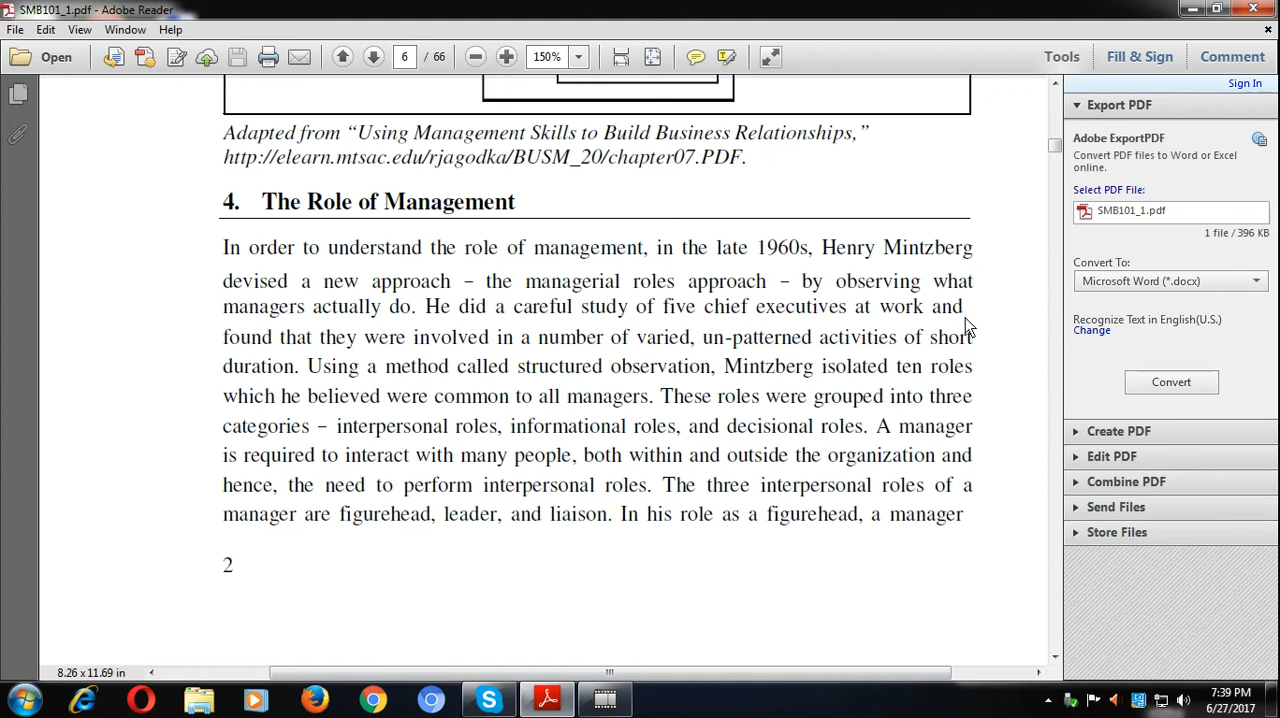 SMB101_1.pdf - Adobe Reader
File Edit View Window Help
Open 6 / 66 150% Tools Fill & Sign Comment
Sign In
Adapted from “Using Management Skills to Build Business Relationships,”
http://elearn.mtsac.edu/rjagodka/BUSM_20/chapter07.PDF.
4. The Role of Management
In order to understand the role of management, in the late 1960s, Henry Mintzberg
devised a new approach – the managerial roles approach – by observing what
managers actually do. He did a careful study of five chief executives at work and
found that they were involved in a number of varied, un-patterned activities of short
duration. Using a method called structured observation, Mintzberg isolated ten roles
which he believed were common to all managers. These roles were grouped into three
categories – interpersonal roles, informational roles, and decisional roles. A manager
is required to interact with many people, both within and outside the organization and
hence, the need to perform interpersonal roles. The three interpersonal roles of a
manager are figurehead, leader, and liaison. In his role as a figurehead, a manager
2
Export PDF
Adobe ExportPDF
Convert PDF files to Word or Excel
online.
Select PDF File:
SMB101_1.pdf
1 file / 396 KB
Convert To:
Microsoft Word (*.docx)
Recognize Text in English(U.S.)
Change
Convert
Create PDF
Edit PDF
Combine PDF
Send Files
Store Files
8.26 x 11.69 in
7:39 PM
6/27/2017